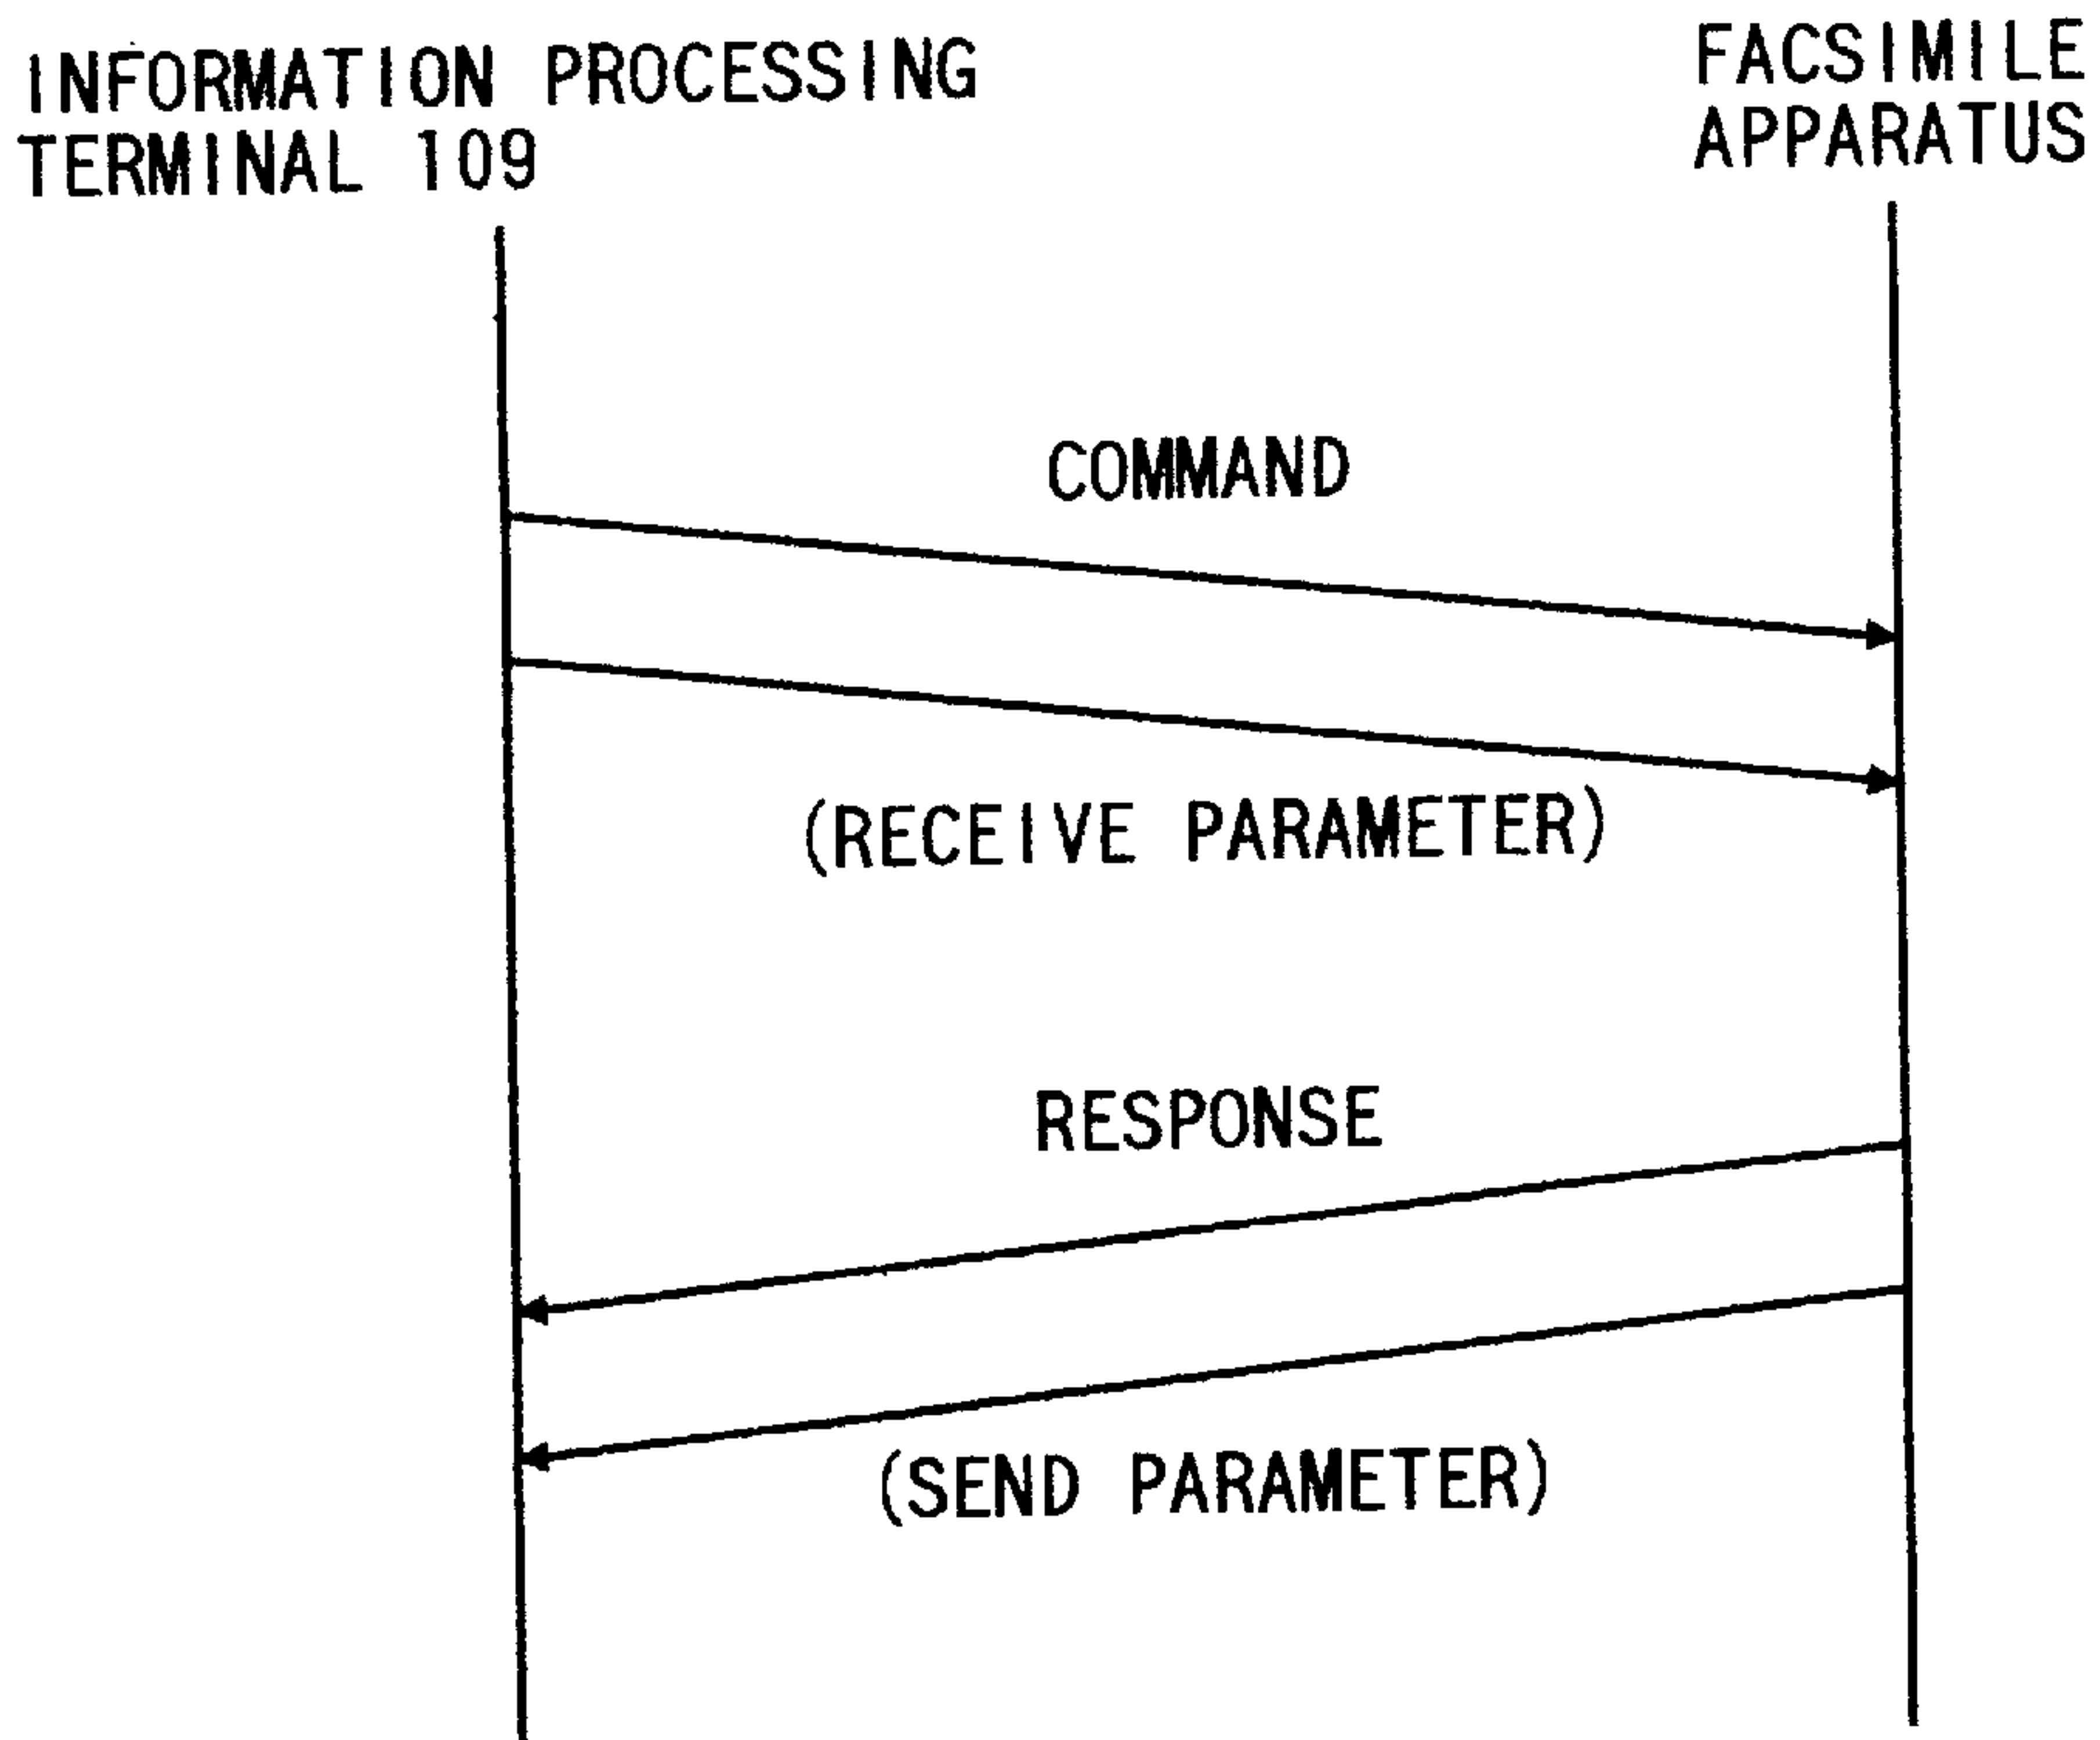 INFORMATION PROCESSING
TERMINAL 109
FACSIMILE
APPARATUS
COMMAND
(RECEIVE PARAMETER)
RESPONSE
(SEND PARAMETER)